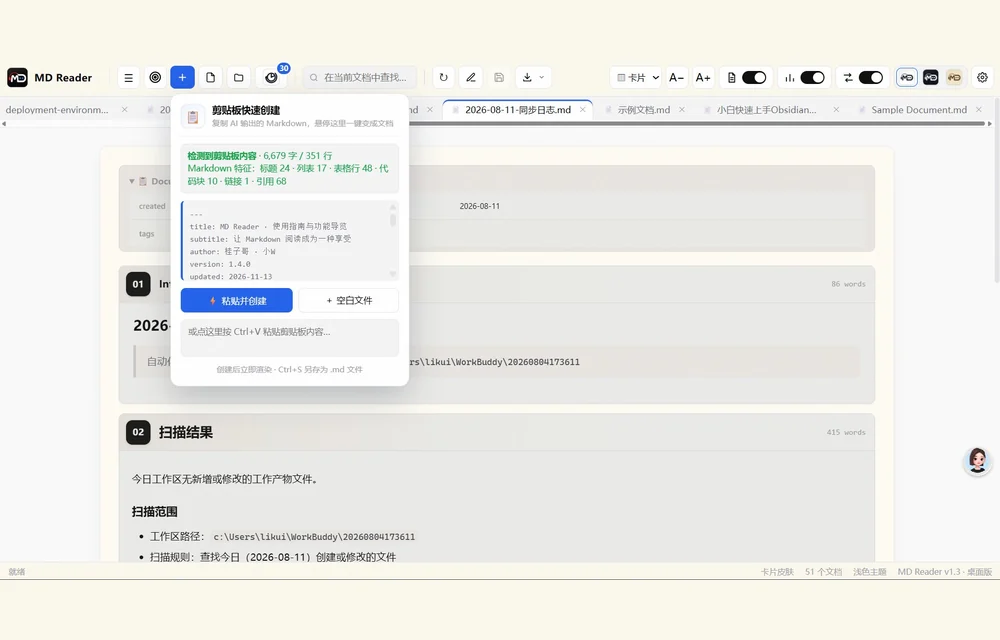 MD Reader
30
在当前文档中查找...
卡片
A−
A+
deployment-environm...
20
md
2026-08-11-同步日志.md
示例文档.md
小白快速上手Obsidian...
Sample Document.md
剪贴板快速创建
复制 AI 输出的 Markdown，悬停这里一键变成文档
检测到剪贴板内容 · 6,679 字 / 351 行
Markdown 特征：标题 24 · 列表 17 · 表格行 48 · 代
码块 10 · 链接 1 · 引用 68
---
title: MD Reader · 使用指南与功能导览
subtitle: 让 Markdown 阅读成为一种享受
author: 桂子哥 · 小W
version: 1.4.0
updated: 2026-11-13
粘贴并创建
+ 空白文件
或点这里按 Ctrl+V 粘贴剪贴板内容...
创建后立即渲染 · Ctrl+S 另存为 .md 文件
Docu
created
2026-08-11
tags
01
Int
86 words
2026-
自动化
rs\likui\WorkBuddy\20260804173611
02
扫描结果
415 words
今日工作区无新增或修改的工作产物文件。
扫描范围
• 工作区路径： c:\Users\likui\WorkBuddy\20260804173611
• 扫描规则：查找今日（2026-08-11）创建或修改的文件
就绪
卡片皮肤
51 个文档
浅色主题
MD Reader v1.3 · 桌面版